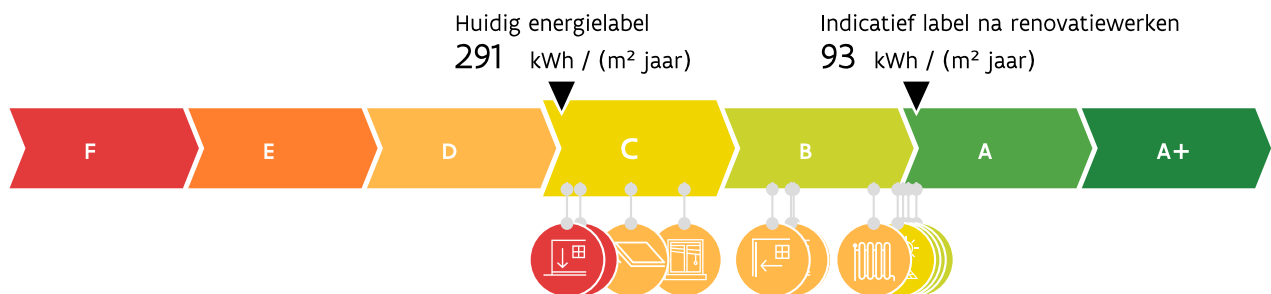 Huidig energielabel
291 kWh / (m² jaar)
Indicatief label na renovatiewerken
93 kWh / (m² jaar)
F E D C B A A+